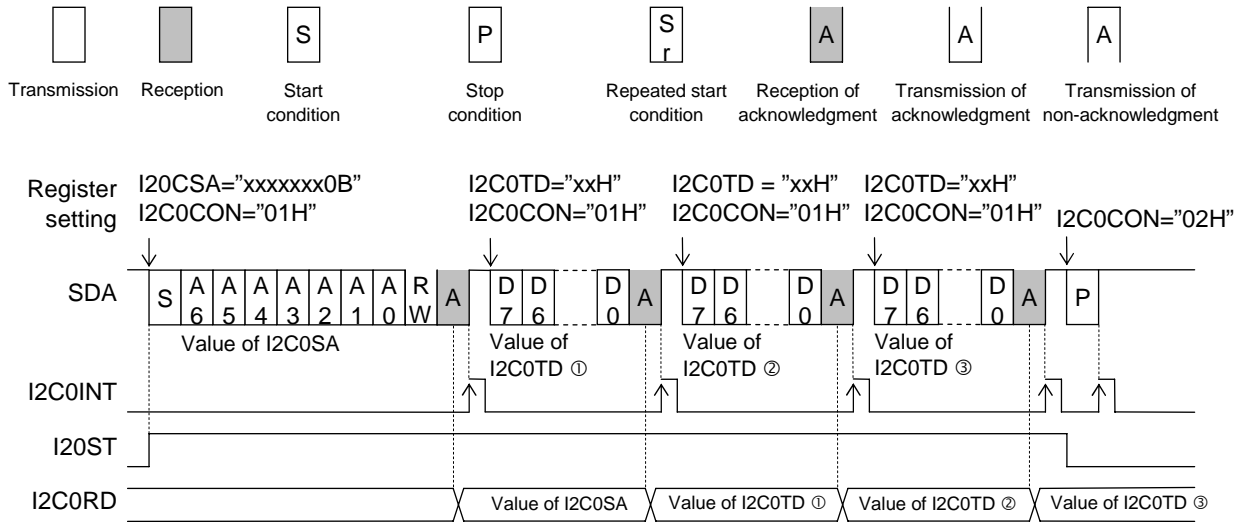 S
P
S
r
A
A
A
Transmission
Reception
Start
condition
Stop
condition
Repeated start
condition
Reception of
acknowledgment
Transmission of
acknowledgment
Transmission of
non-acknowledgment
Register
setting
I20CSA=”xxxxxxx0B”
I2C0CON=”01H”
I2C0TD=”xxH”
I2C0CON=”01H”
I2C0TD = ”xxH”
I2C0CON=”01H”
I2C0TD=”xxH”
I2C0CON=”01H”
I2C0CON=”02H”
SDA
S A A A A A A A R A D D D A D D D A D D D A P
6 5 4 3 2 1 0 W 7 6 0 7 6 0 7 6 0
Value of I2C0SA
Value of
I2C0TD ①
Value of
I2C0TD ②
Value of
I2C0TD ③
I2C0INT
I20ST
I2C0RD
Value of I2C0SA
Value of I2C0TD ①
Value of I2C0TD ②
Value of I2C0TD ③